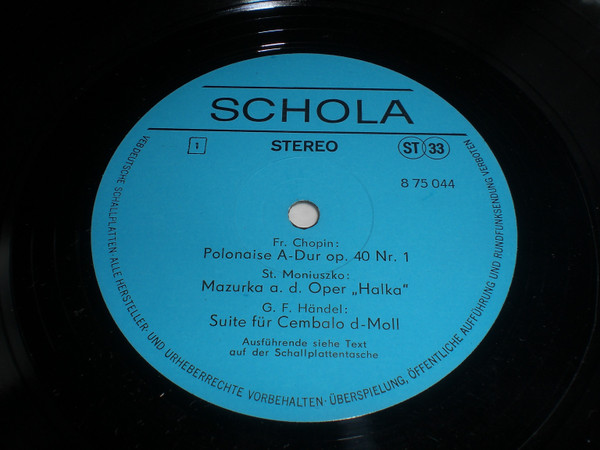 SCHOLA
1 STEREO ST 33
8 75 044
Fr. Chopin:
Polonaise A-Dur op. 40 Nr. 1
St. Moniuszko:
Mazurka a. d. Oper „Halka"
G. F. Händel:
Suite für Cembalo d-Moll
Ausführende siehe Text
auf der Schallplattentasche
VEB DEUTSCHE SCHALLPLATTEN · ALLE HERSTELLER- UND URHEBERRECHTE VORBEHALTEN · ÜBERSPIELUNG, ÖFFENTLICHE AUFFÜHRUNG UND RUNDFUNKSENDUNG VERBOTEN